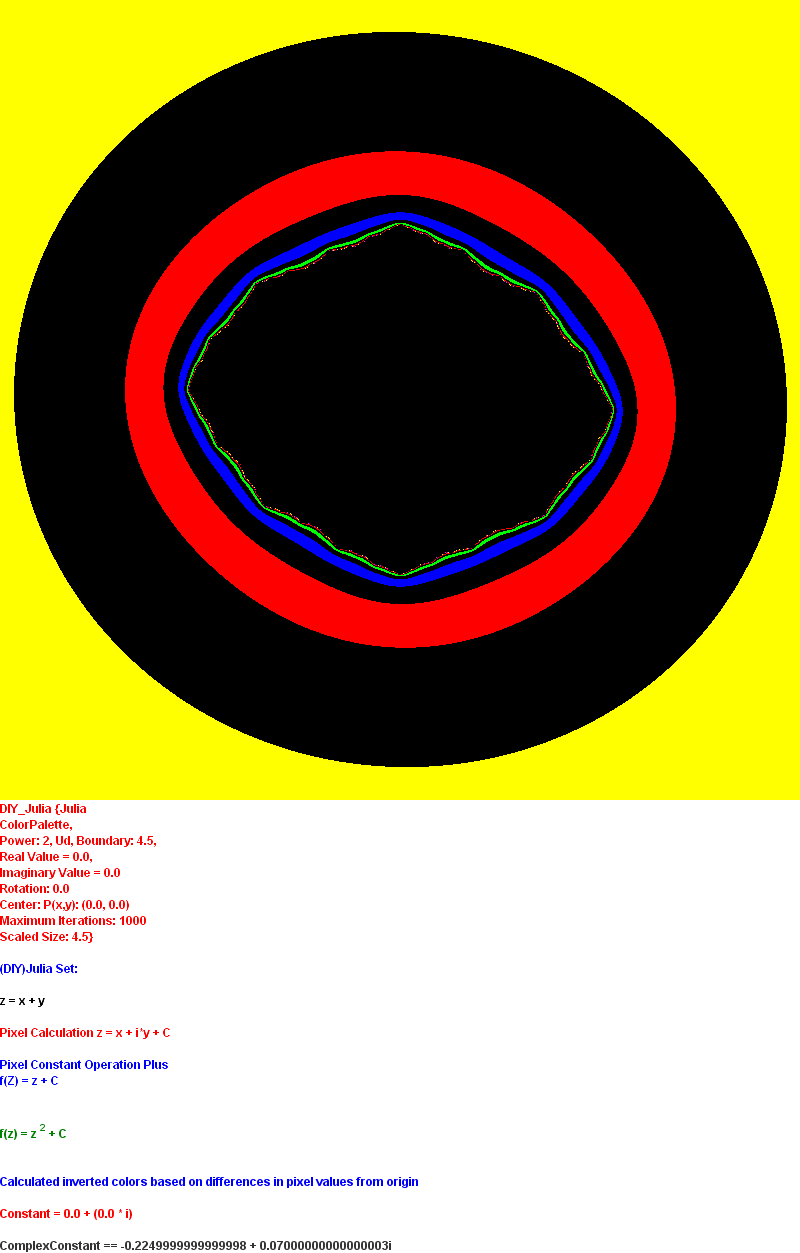 DIY_Julia {Julia
ColorPalette,
Power: 2, Ud, Boundary: 4.5,
Real Value = 0.0,
Imaginary Value = 0.0
Rotation: 0.0
Center: P(x,y): (0.0, 0.0)
Maximum Iterations: 1000
Scaled Size: 4.5}
(DIY)Julia Set:
z = x + y
Pixel Calculation z = x + i*y + C
Pixel Constant Operation Plus
f(Z) = z + C
f(z) = z 2 + C
Calculated inverted colors based on differences in pixel values from origin
Constant = 0.0 + (0.0 * i)
ComplexConstant == -0.2249999999999998 + 0.07000000000000003i